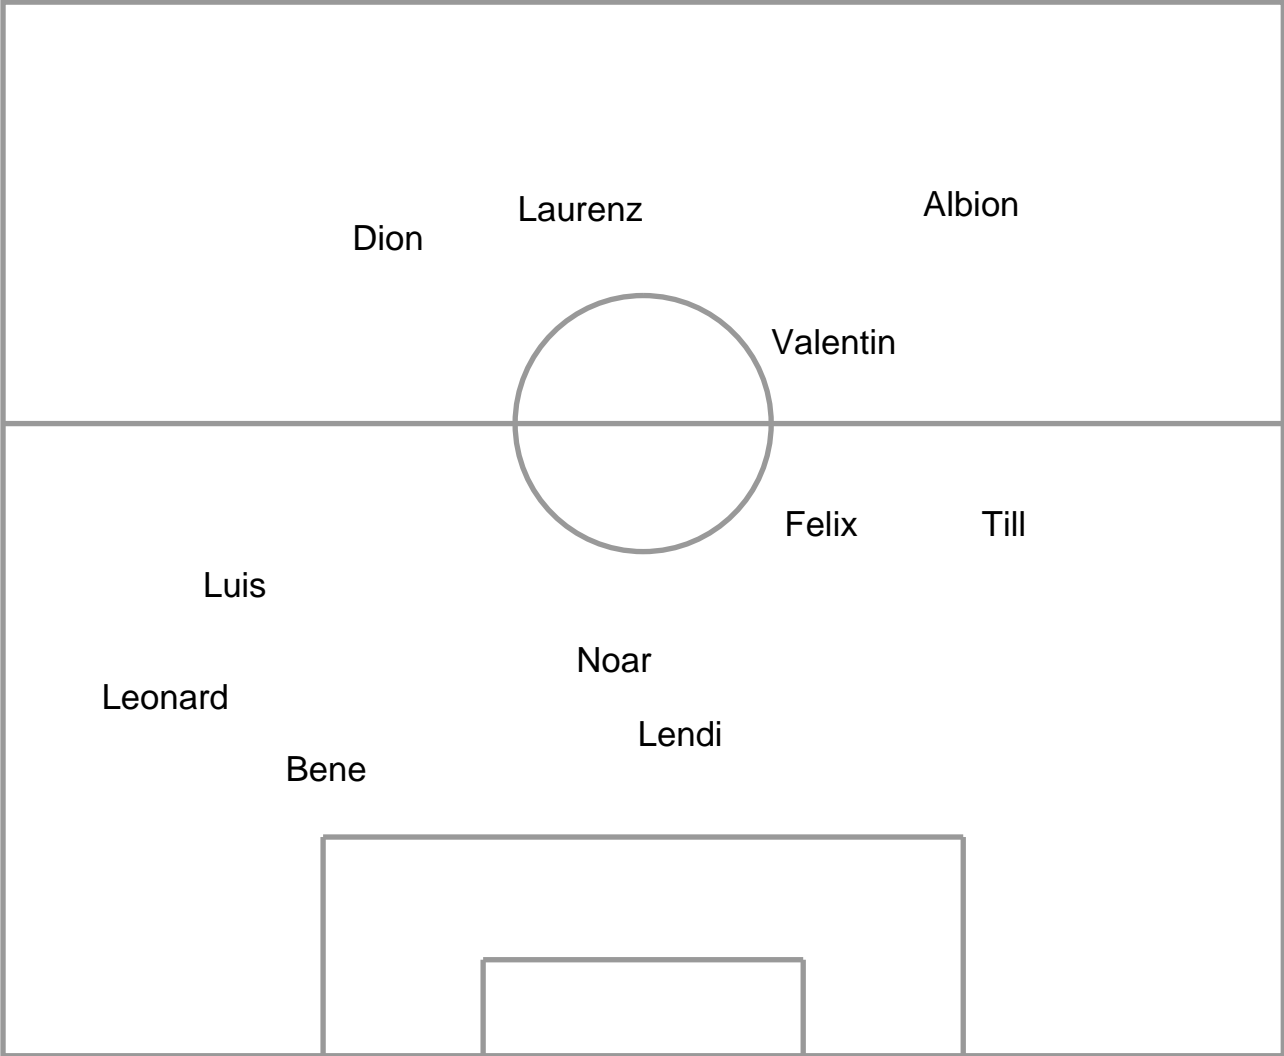 Laurenz
Albion
Dion
Valentin
Felix
Till
Luis
Noar
Leonard
Lendi
Bene